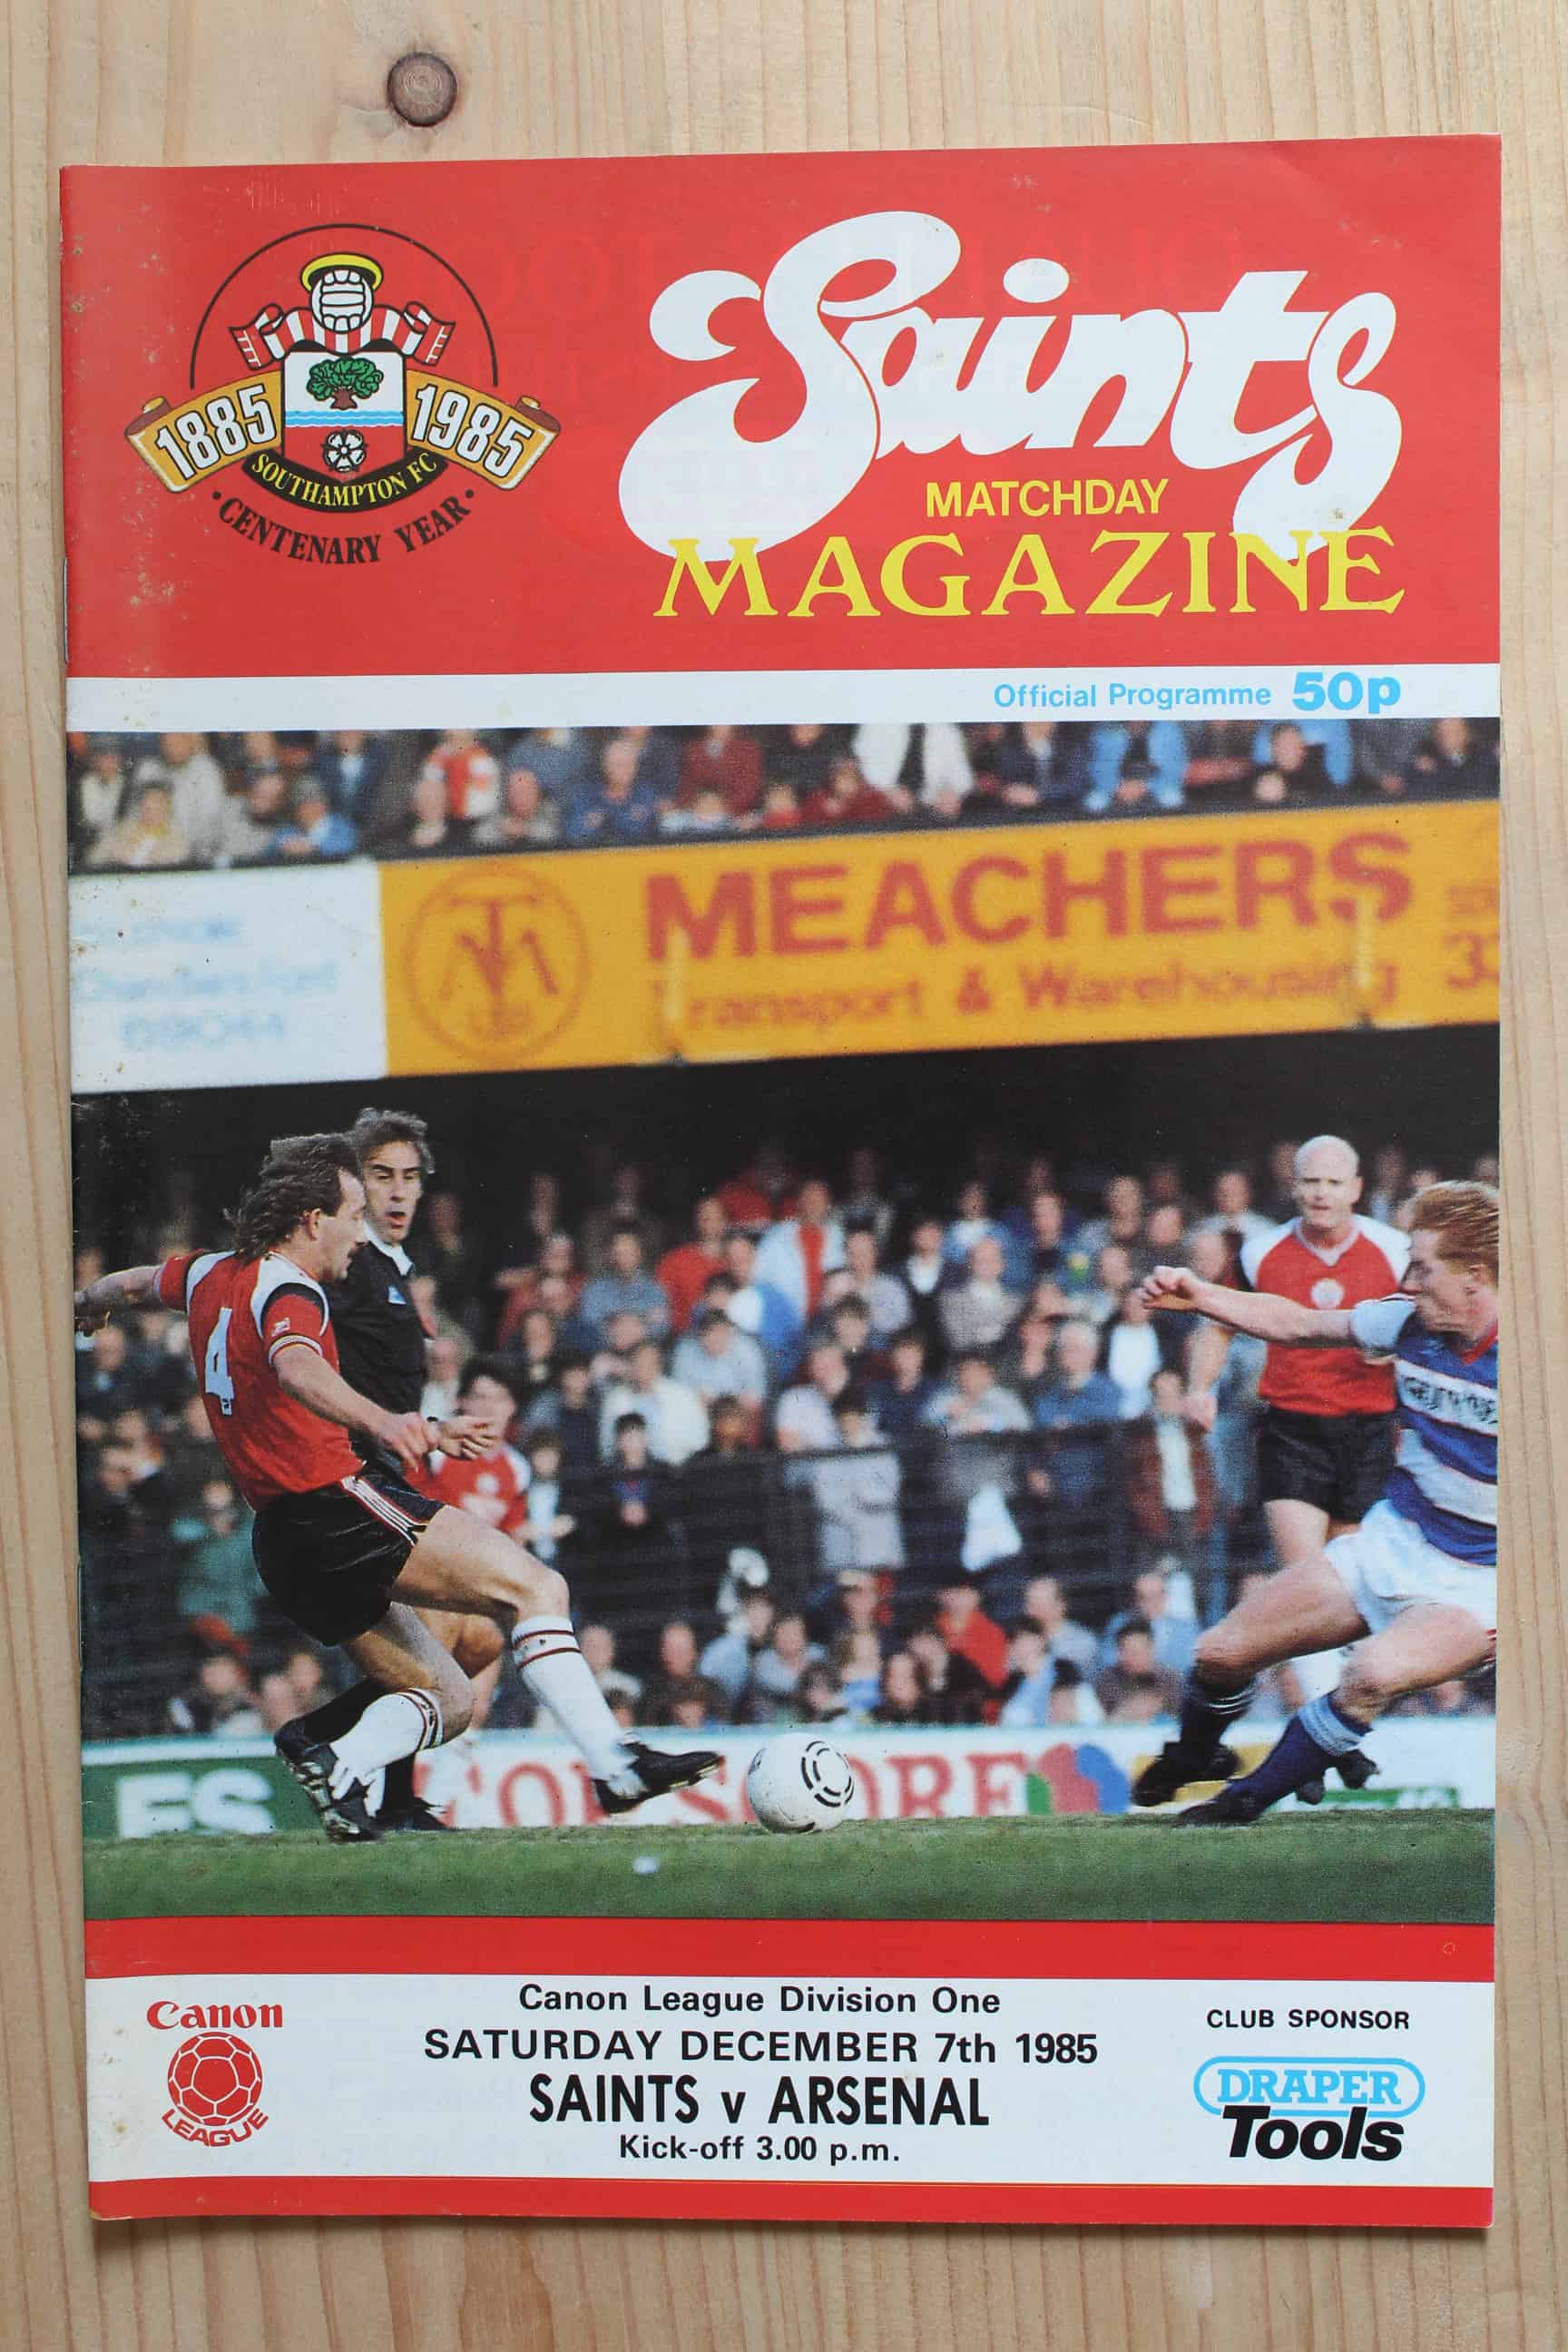 1885 1985
SOUTHAMPTON FC
• CENTENARY YEAR •
Saints
MATCHDAY
MAGAZINE
Official Programme 50p
MEACHERS
Transport & Warehousing
4
ES
Canon
LEAGUE
Canon League Division One
SATURDAY DECEMBER 7th 1985
SAINTS v ARSENAL
Kick-off 3.00 p.m.
CLUB SPONSOR
DRAPER
Tools